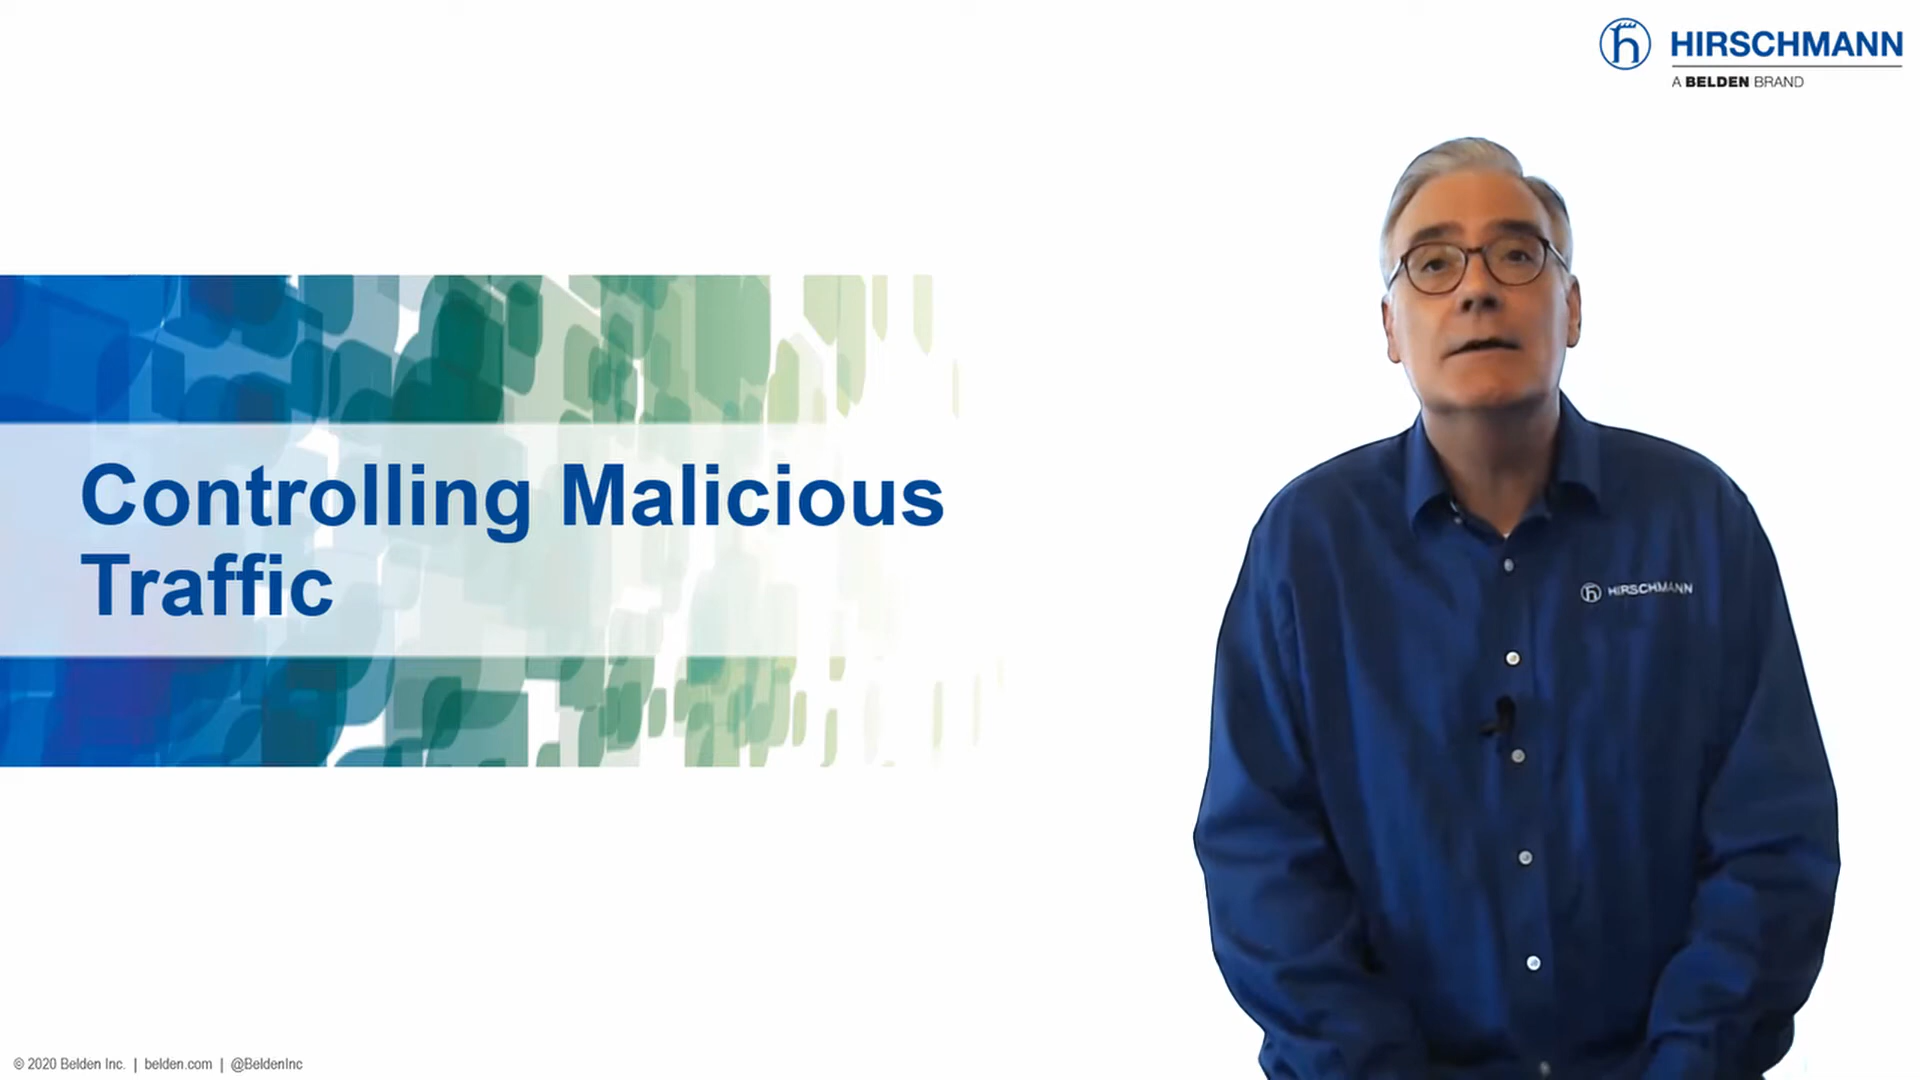 HIRSCHMANN
A BELDEN BRAND
Controlling Malicious
Traffic
HIRSCHMANN
© 2020 Belden Inc. | belden.com | @BeldenInc